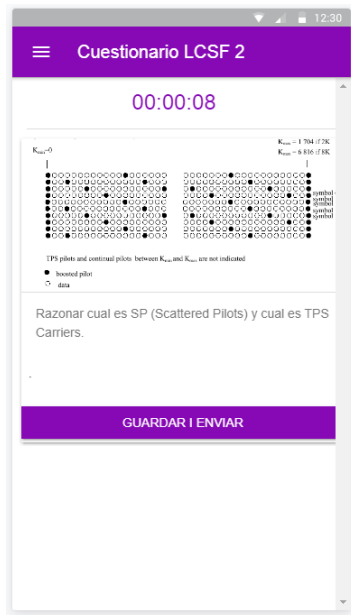 12:30
Cuestionario LCSF 2
00:00:08
Kmin=0
Kmax = 1 704 if 2K
Kmax = 6 816 if 8K
symbol
symbol
symbol
symbol
symbol
TPS pilots and continual pilots between Kmin and Kmax are not indicated
boosted pilot
data
Razonar cual es SP (Scattered Pilots) y cual es TPS
Carriers.
.
GUARDAR I ENVIAR